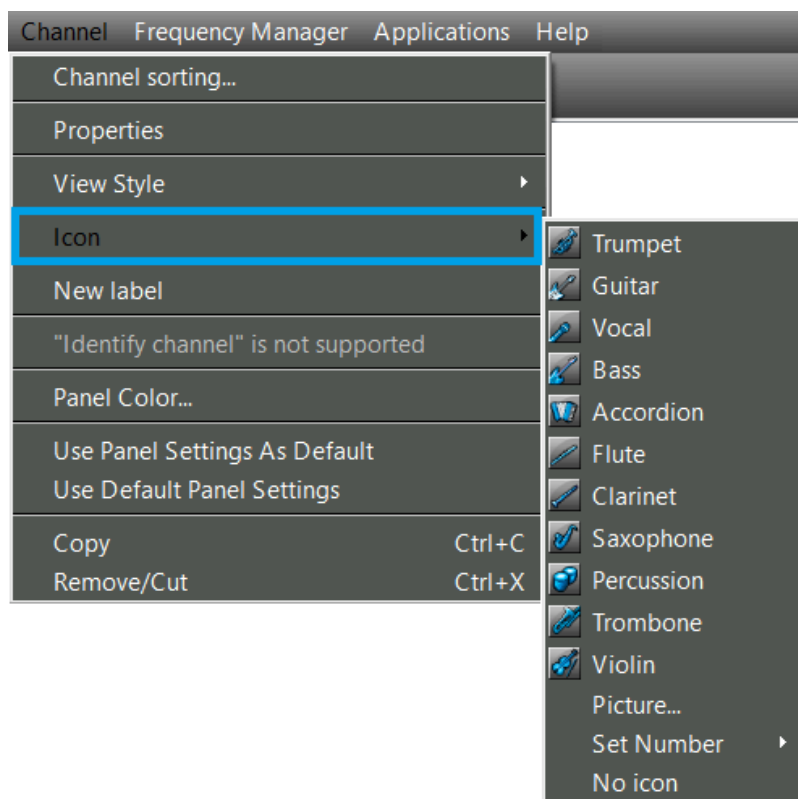 Channel Frequency Manager Applications Help
Channel sorting...
Properties
View Style
Icon
New label
"Identify channel" is not supported
Panel Color...
Use Panel Settings As Default
Use Default Panel Settings
Copy Ctrl+C
Remove/Cut Ctrl+X
Trumpet
Guitar
Vocal
Bass
Accordion
Flute
Clarinet
Saxophone
Percussion
Trombone
Violin
Picture...
Set Number
No icon